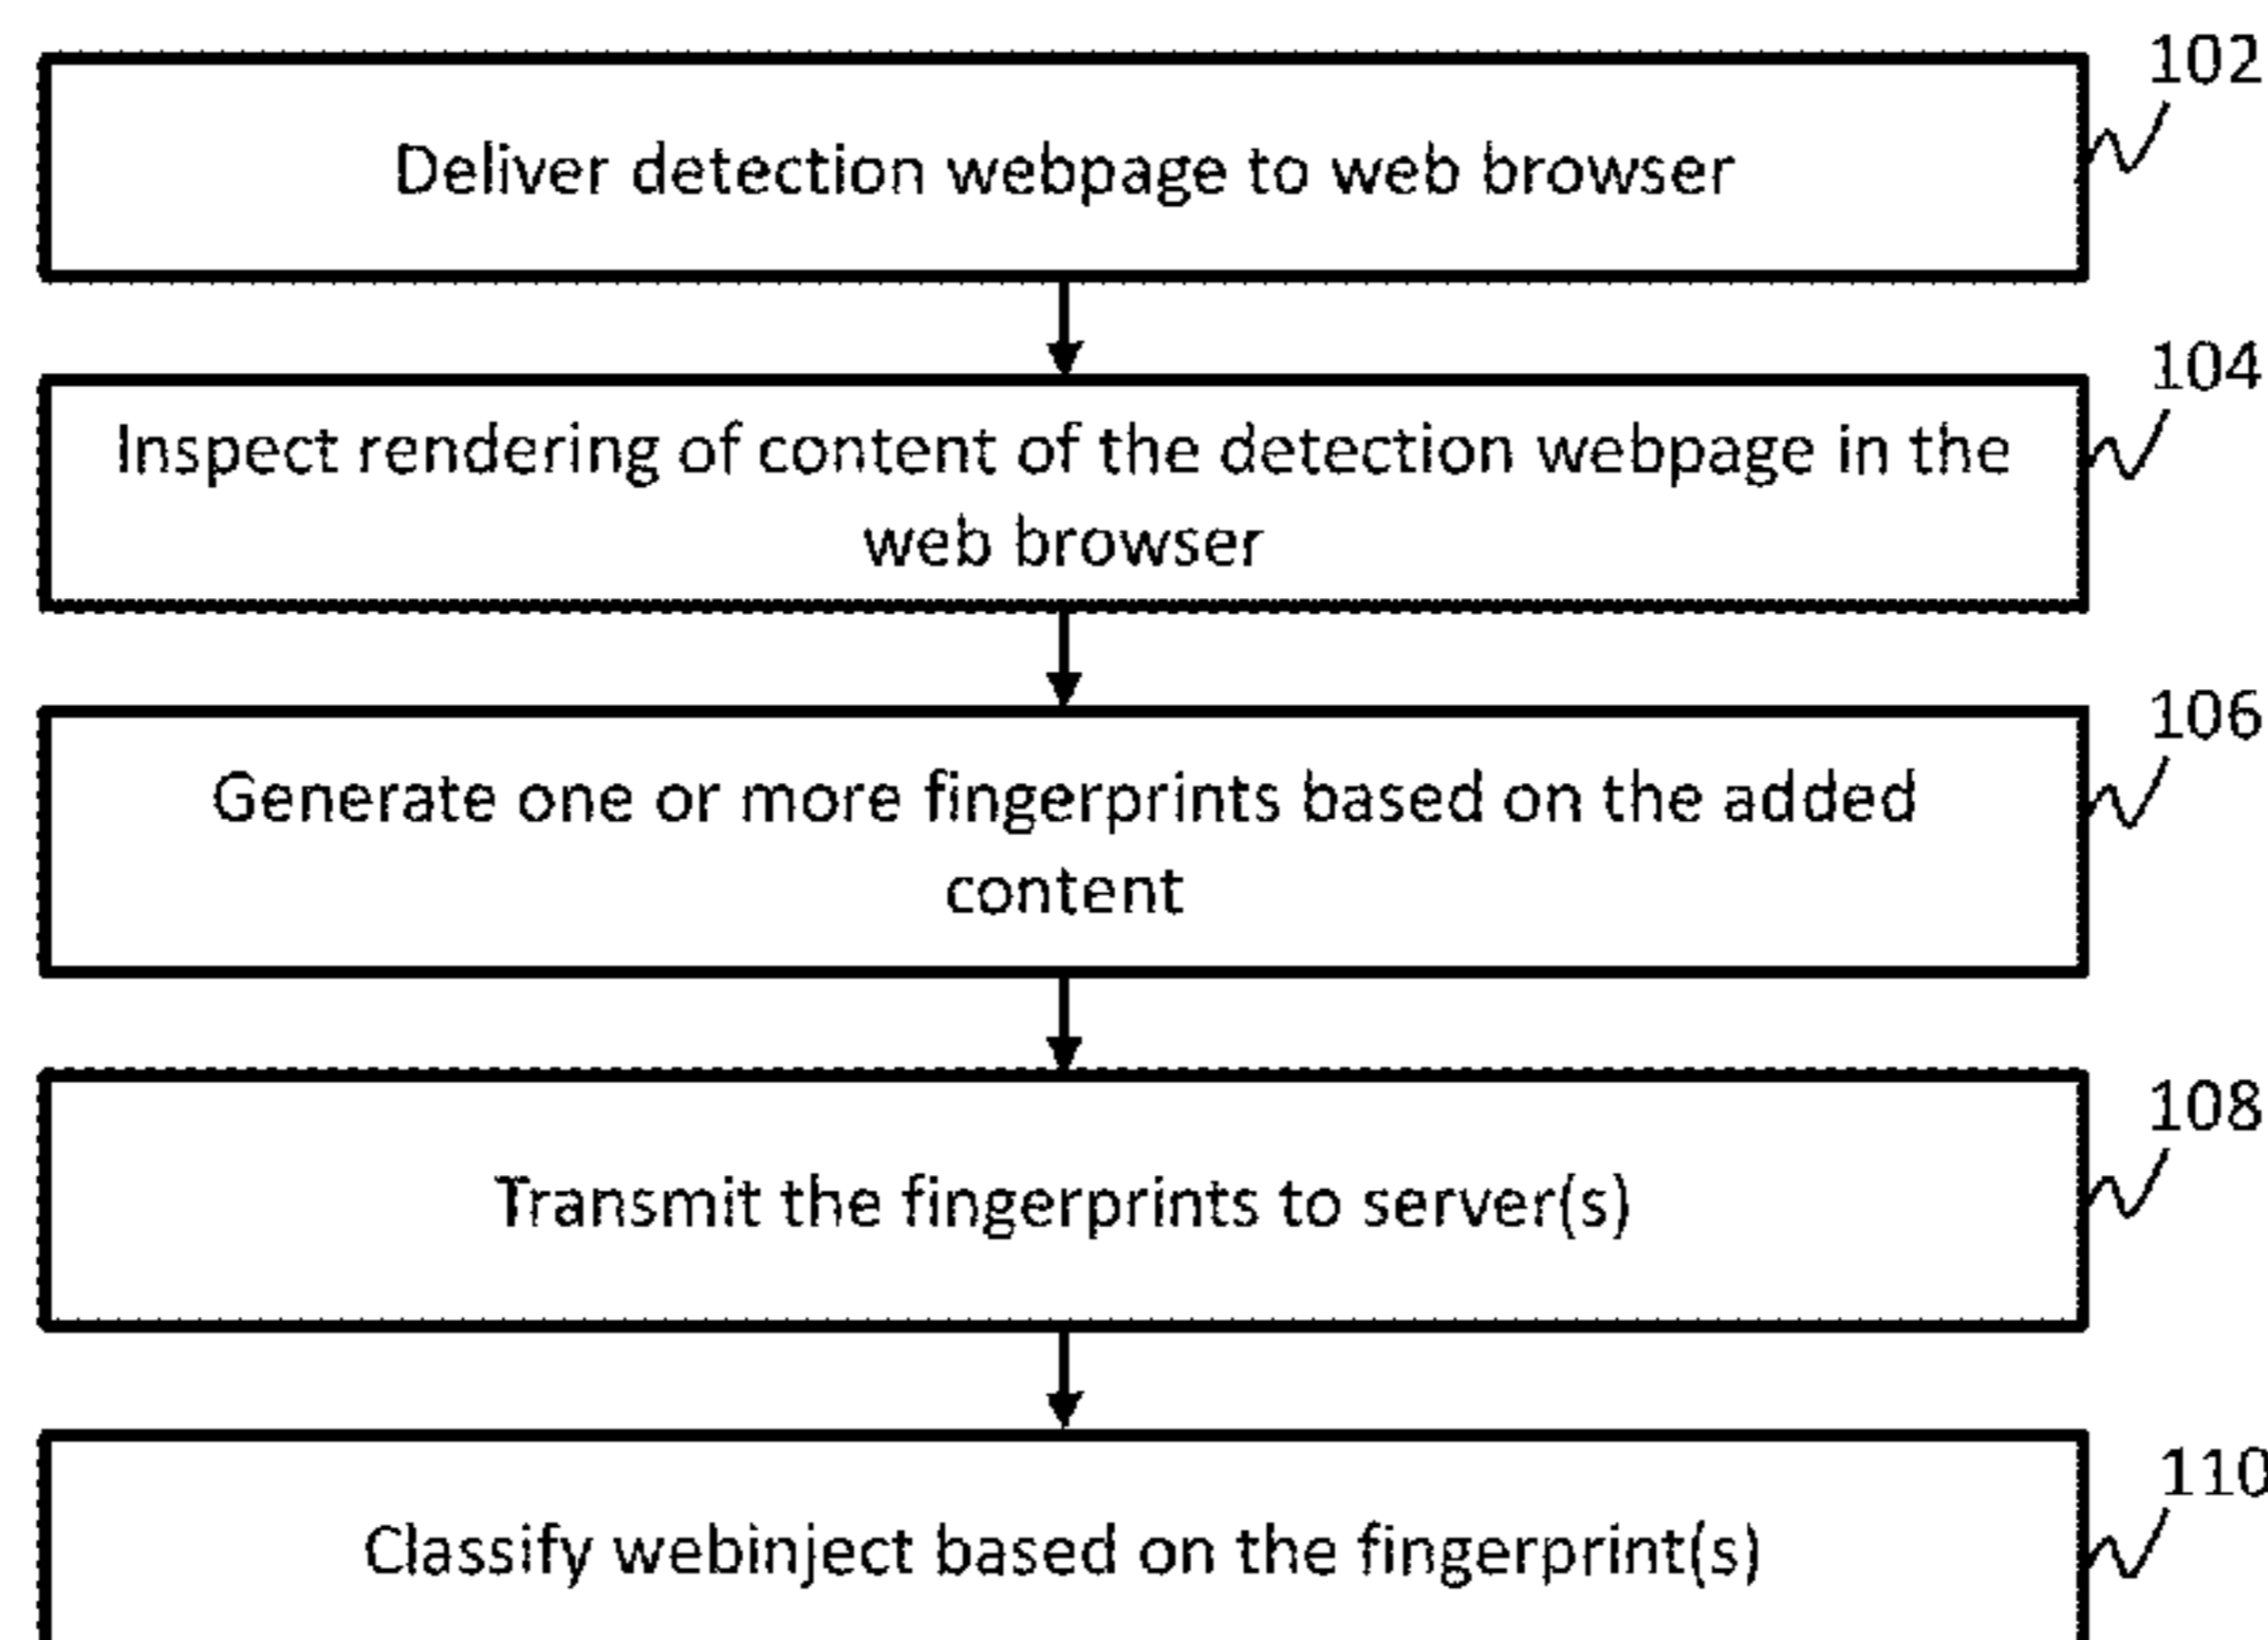 102
Deliver detection webpage to web browser
104
Inspect rendering of content of the detection webpage in the
web browser
106
Generate one or more fingerprints based on the added
content
108
Transmit the fingerprints to server(s)
110
Classify webinject based on the fingerprint(s)